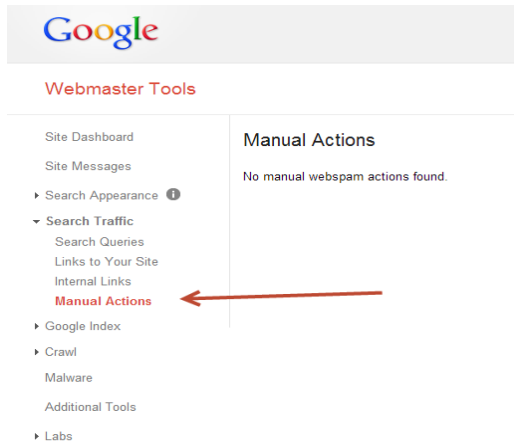 Google
Webmaster Tools
Site Dashboard
Site Messages
Search Appearance
Search Traffic
Search Queries
Links to Your Site
Internal Links
Manual Actions
Google Index
Crawl
Malware
Additional Tools
Labs
Manual Actions
No manual webspam actions found.